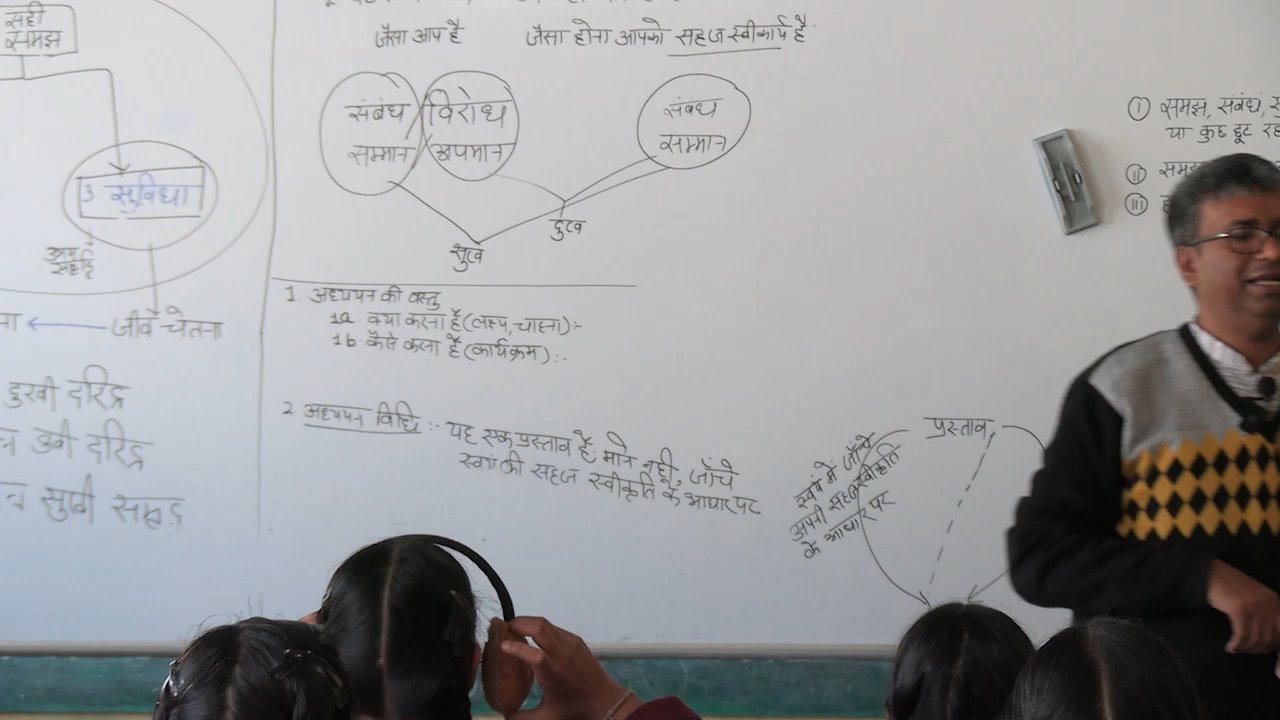 सही
समझ
3 सुविधा
जीव चेतना
दुखी दरिद्र
दुखी दरिद्र
सुखी समृद्ध
जैसा आप है
जैसा होना आपको सहज स्वीकार्य है
संबंध
सम्मान
विरोध
अपमान
संबंध
सम्मान
दुःख
सुख
1. अध्ययन की वस्तु
1a. क्या करना है (लक्ष्य, चाहना) :-
1b. कैसे करना है (कार्यक्रम) :-
2. अध्ययन विधि :- यह एक प्रस्ताव है, माने नहीं, जाँचे
स्वयं की सहज स्वीकृति के आधार पर
प्रस्ताव
स्वयं में जाँचे
अपनी सहज स्वीकृति
के आधार पर
I समझ, संबंध,
या कुछ छूट
II
III